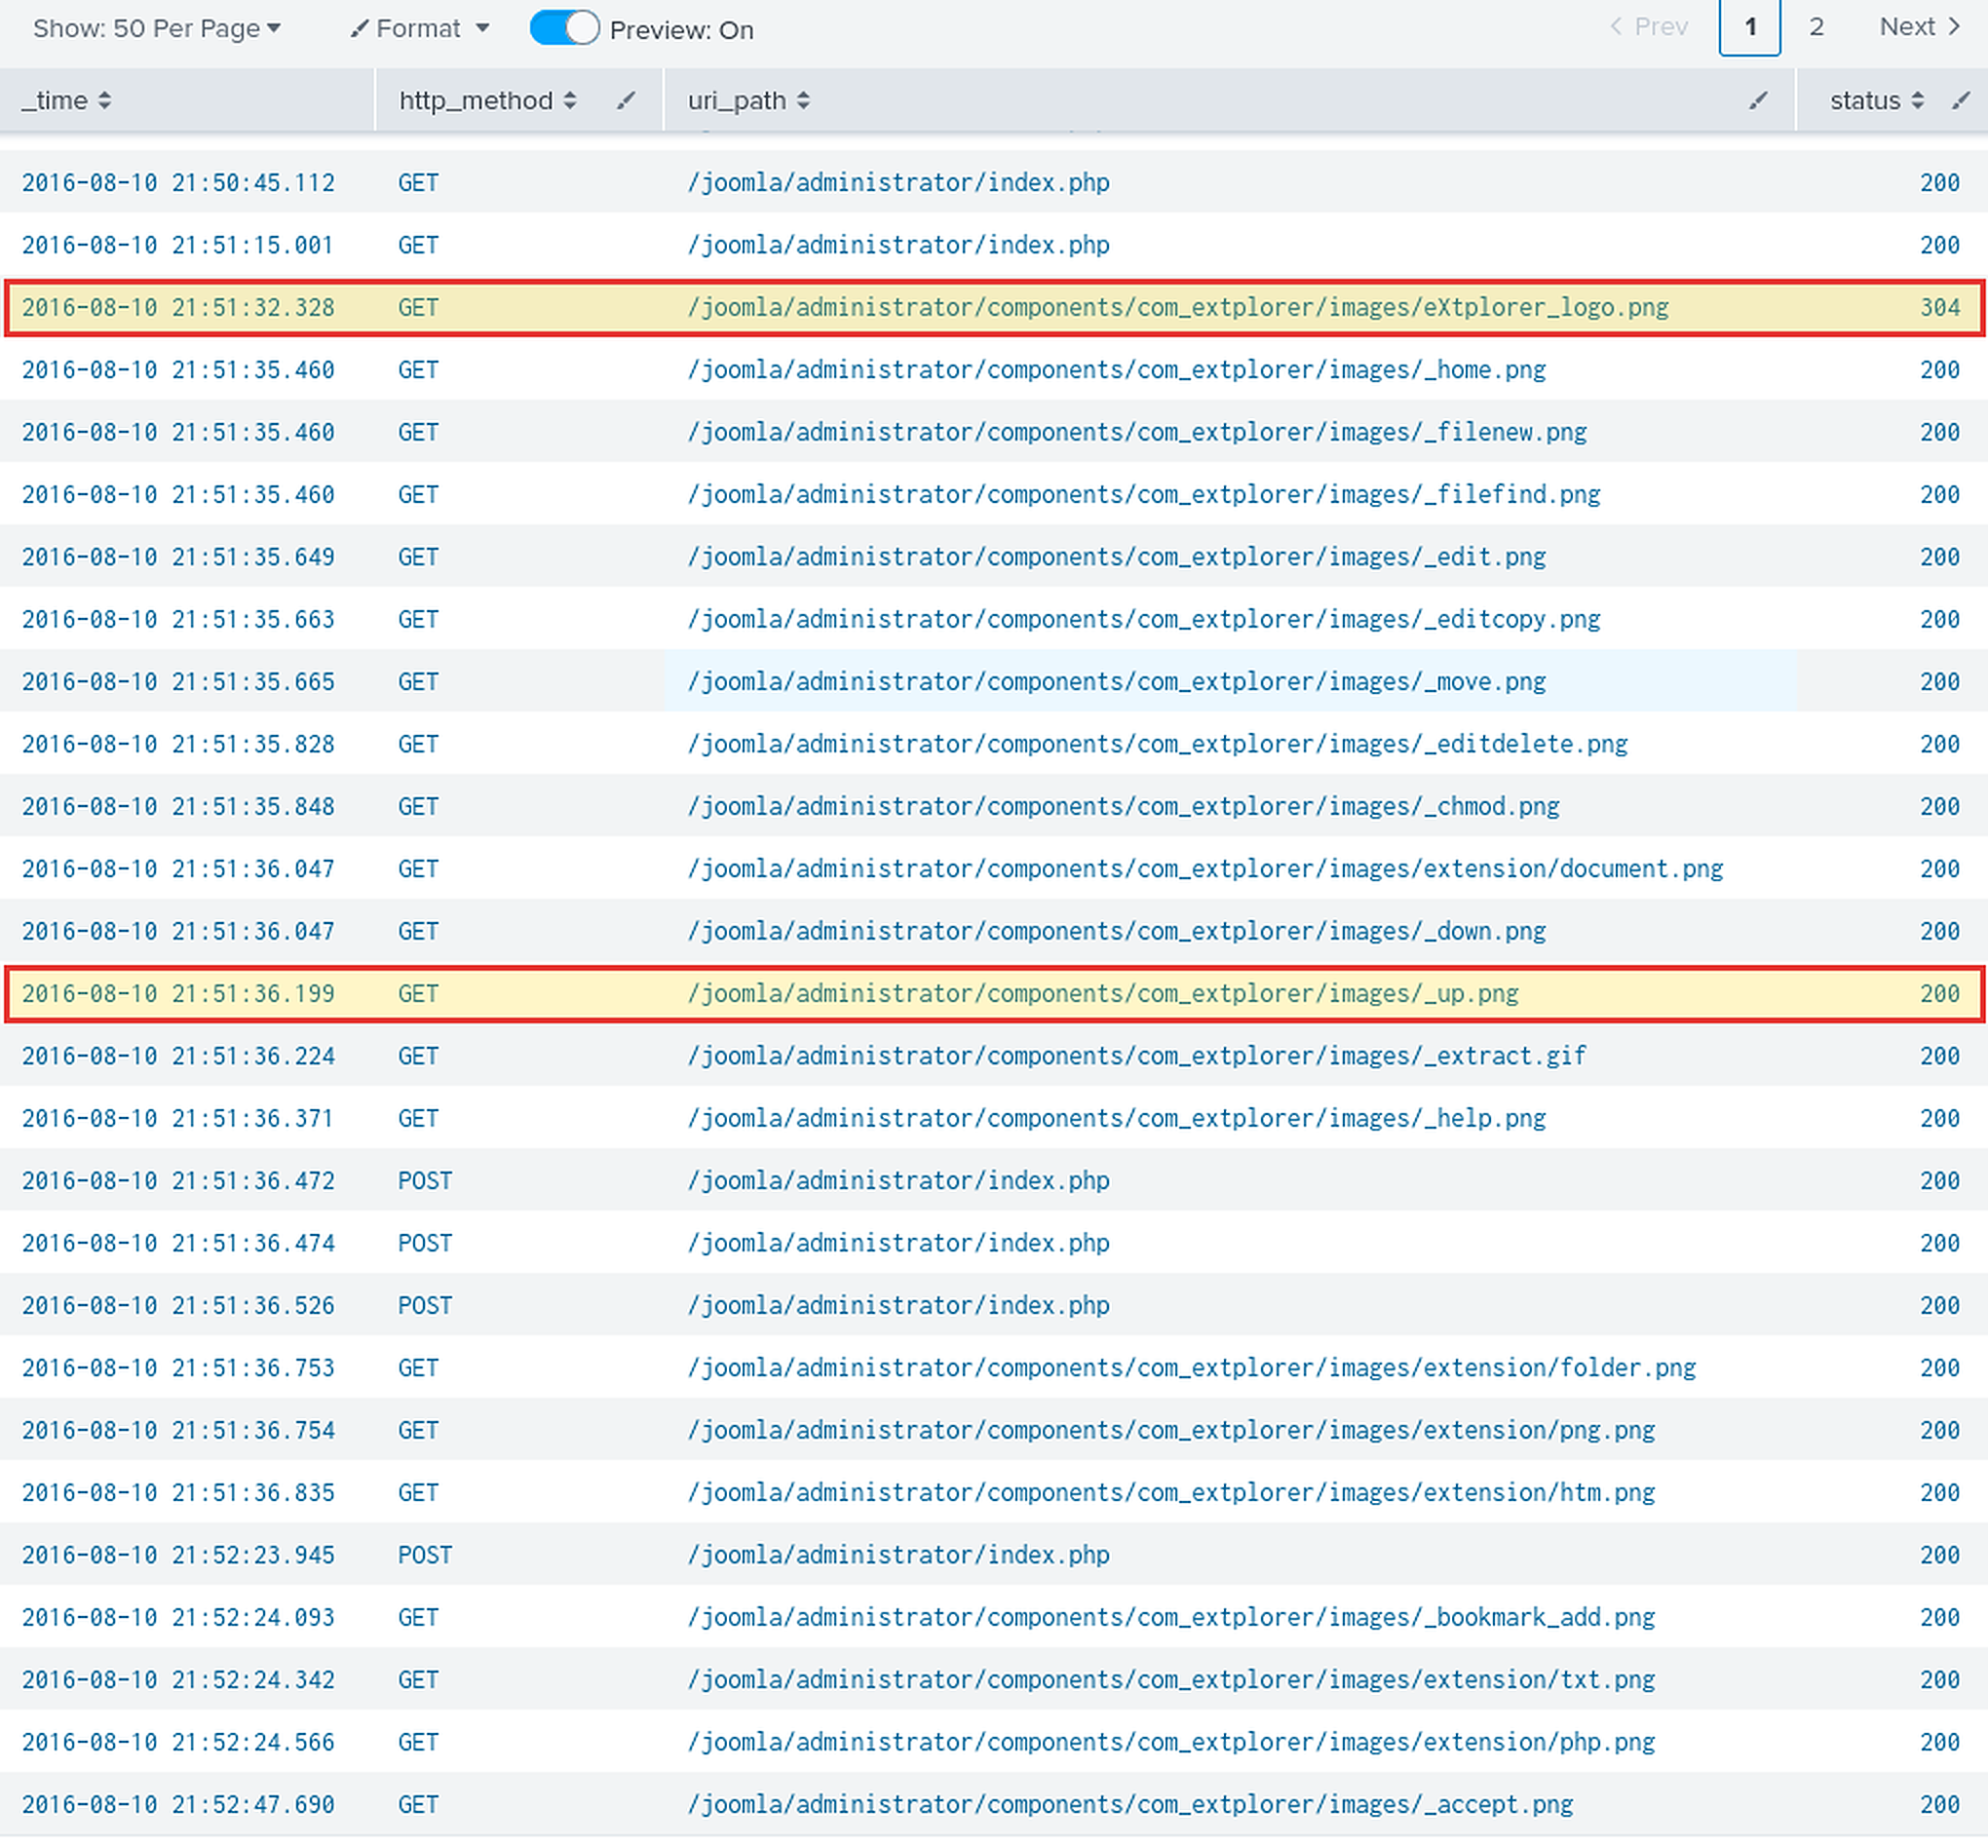 Show: 50 Per Page Format Preview: On Prev 1 2 Next
_time http_method uri_path status
2016-08-10 21:50:45.112 GET /joomla/administrator/index.php 200
2016-08-10 21:51:15.001 GET /joomla/administrator/index.php 200
2016-08-10 21:51:32.328 GET /joomla/administrator/components/com_extplorer/images/eXtplorer_logo.png 304
2016-08-10 21:51:35.460 GET /joomla/administrator/components/com_extplorer/images/_home.png 200
2016-08-10 21:51:35.460 GET /joomla/administrator/components/com_extplorer/images/_filenew.png 200
2016-08-10 21:51:35.460 GET /joomla/administrator/components/com_extplorer/images/_filefind.png 200
2016-08-10 21:51:35.649 GET /joomla/administrator/components/com_extplorer/images/_edit.png 200
2016-08-10 21:51:35.663 GET /joomla/administrator/components/com_extplorer/images/_editcopy.png 200
2016-08-10 21:51:35.665 GET /joomla/administrator/components/com_extplorer/images/_move.png 200
2016-08-10 21:51:35.828 GET /joomla/administrator/components/com_extplorer/images/_editdelete.png 200
2016-08-10 21:51:35.848 GET /joomla/administrator/components/com_extplorer/images/_chmod.png 200
2016-08-10 21:51:36.047 GET /joomla/administrator/components/com_extplorer/images/extension/document.png 200
2016-08-10 21:51:36.047 GET /joomla/administrator/components/com_extplorer/images/_down.png 200
2016-08-10 21:51:36.199 GET /joomla/administrator/components/com_extplorer/images/_up.png 200
2016-08-10 21:51:36.224 GET /joomla/administrator/components/com_extplorer/images/_extract.gif 200
2016-08-10 21:51:36.371 GET /joomla/administrator/components/com_extplorer/images/_help.png 200
2016-08-10 21:51:36.472 POST /joomla/administrator/index.php 200
2016-08-10 21:51:36.474 POST /joomla/administrator/index.php 200
2016-08-10 21:51:36.526 POST /joomla/administrator/index.php 200
2016-08-10 21:51:36.753 GET /joomla/administrator/components/com_extplorer/images/extension/folder.png 200
2016-08-10 21:51:36.754 GET /joomla/administrator/components/com_extplorer/images/extension/png.png 200
2016-08-10 21:51:36.835 GET /joomla/administrator/components/com_extplorer/images/extension/htm.png 200
2016-08-10 21:52:23.945 POST /joomla/administrator/index.php 200
2016-08-10 21:52:24.093 GET /joomla/administrator/components/com_extplorer/images/_bookmark_add.png 200
2016-08-10 21:52:24.342 GET /joomla/administrator/components/com_extplorer/images/extension/txt.png 200
2016-08-10 21:52:24.566 GET /joomla/administrator/components/com_extplorer/images/extension/php.png 200
2016-08-10 21:52:47.690 GET /joomla/administrator/components/com_extplorer/images/_accept.png 200